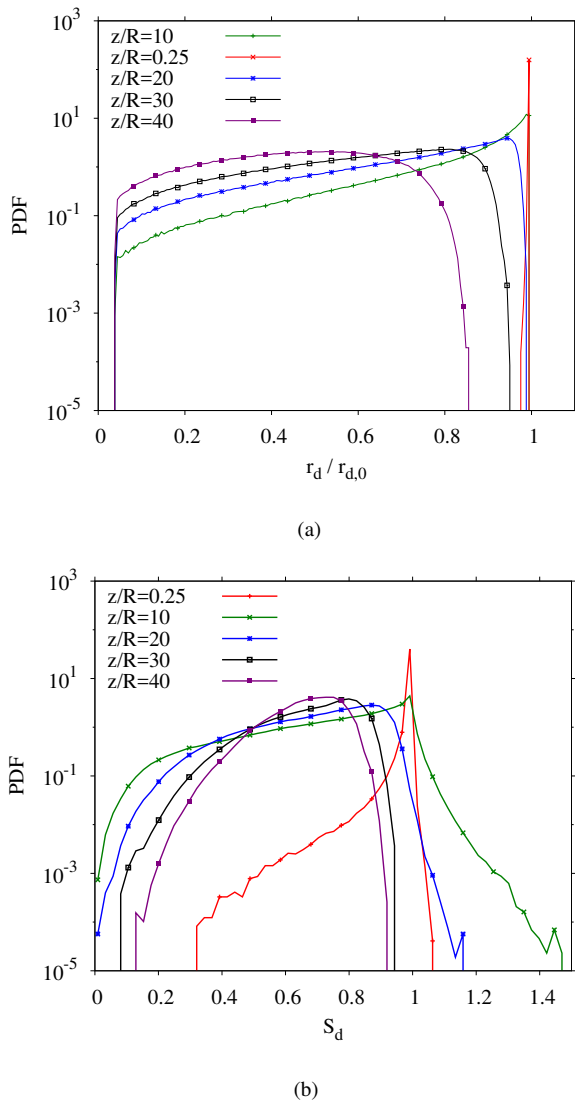 z/R=10
z/R=0.25
z/R=20
z/R=30
z/R=40
PDF
10^3
10^1
10^-1
10^-3
10^-5
0 0.2 0.4 0.6 0.8 1
r_d / r_d,0
(a)
z/R=0.25
z/R=10
z/R=20
z/R=30
z/R=40
PDF
10^3
10^1
10^-1
10^-3
10^-5
0 0.2 0.4 0.6 0.8 1 1.2 1.4
S_d
(b)